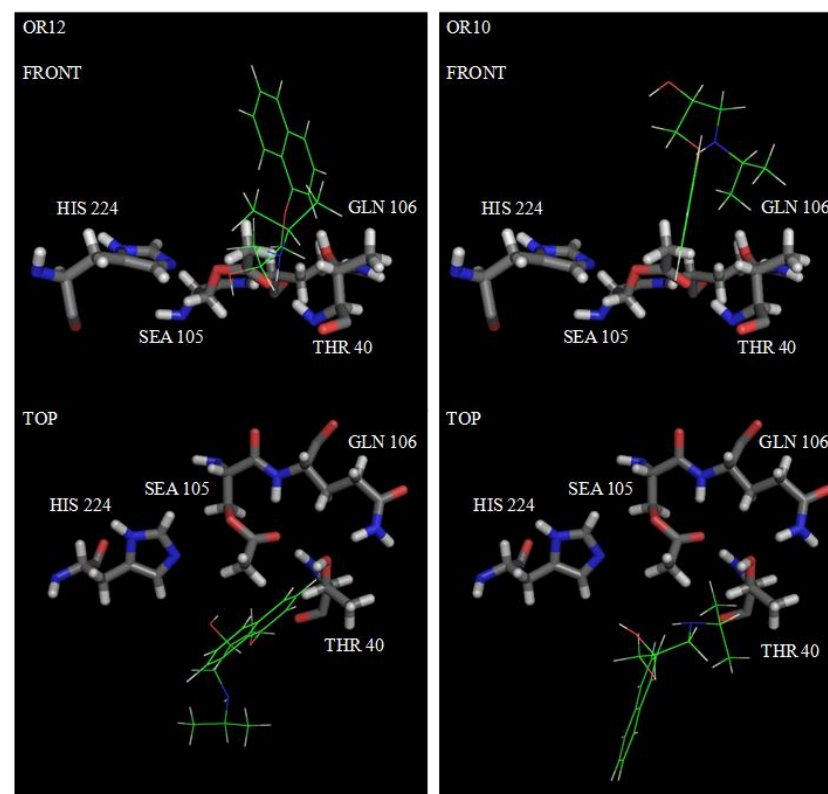 OR12
FRONT
HIS 224
GLN 106
SEA 105
THR 40
TOP
GLN 106
SEA 105
HIS 224
THR 40
OR10
FRONT
HIS 224
GLN 106
SEA 105
THR 40
TOP
GLN 106
SEA 105
HIS 224
THR 40